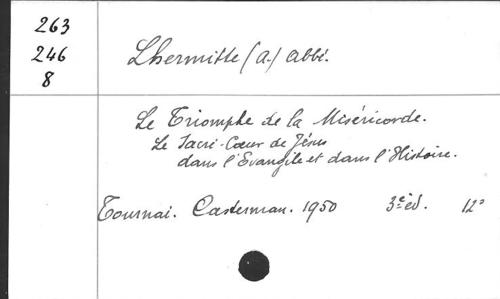 263
246
8
Lhermitte (A.) abbé.
Le Triomphe de la Miséricorde.
Le Sacré-Cœur de Jésus
dans l'Evangile et dans l'Histoire.
Tournai. Casterman. 1950 3e éd. 12°